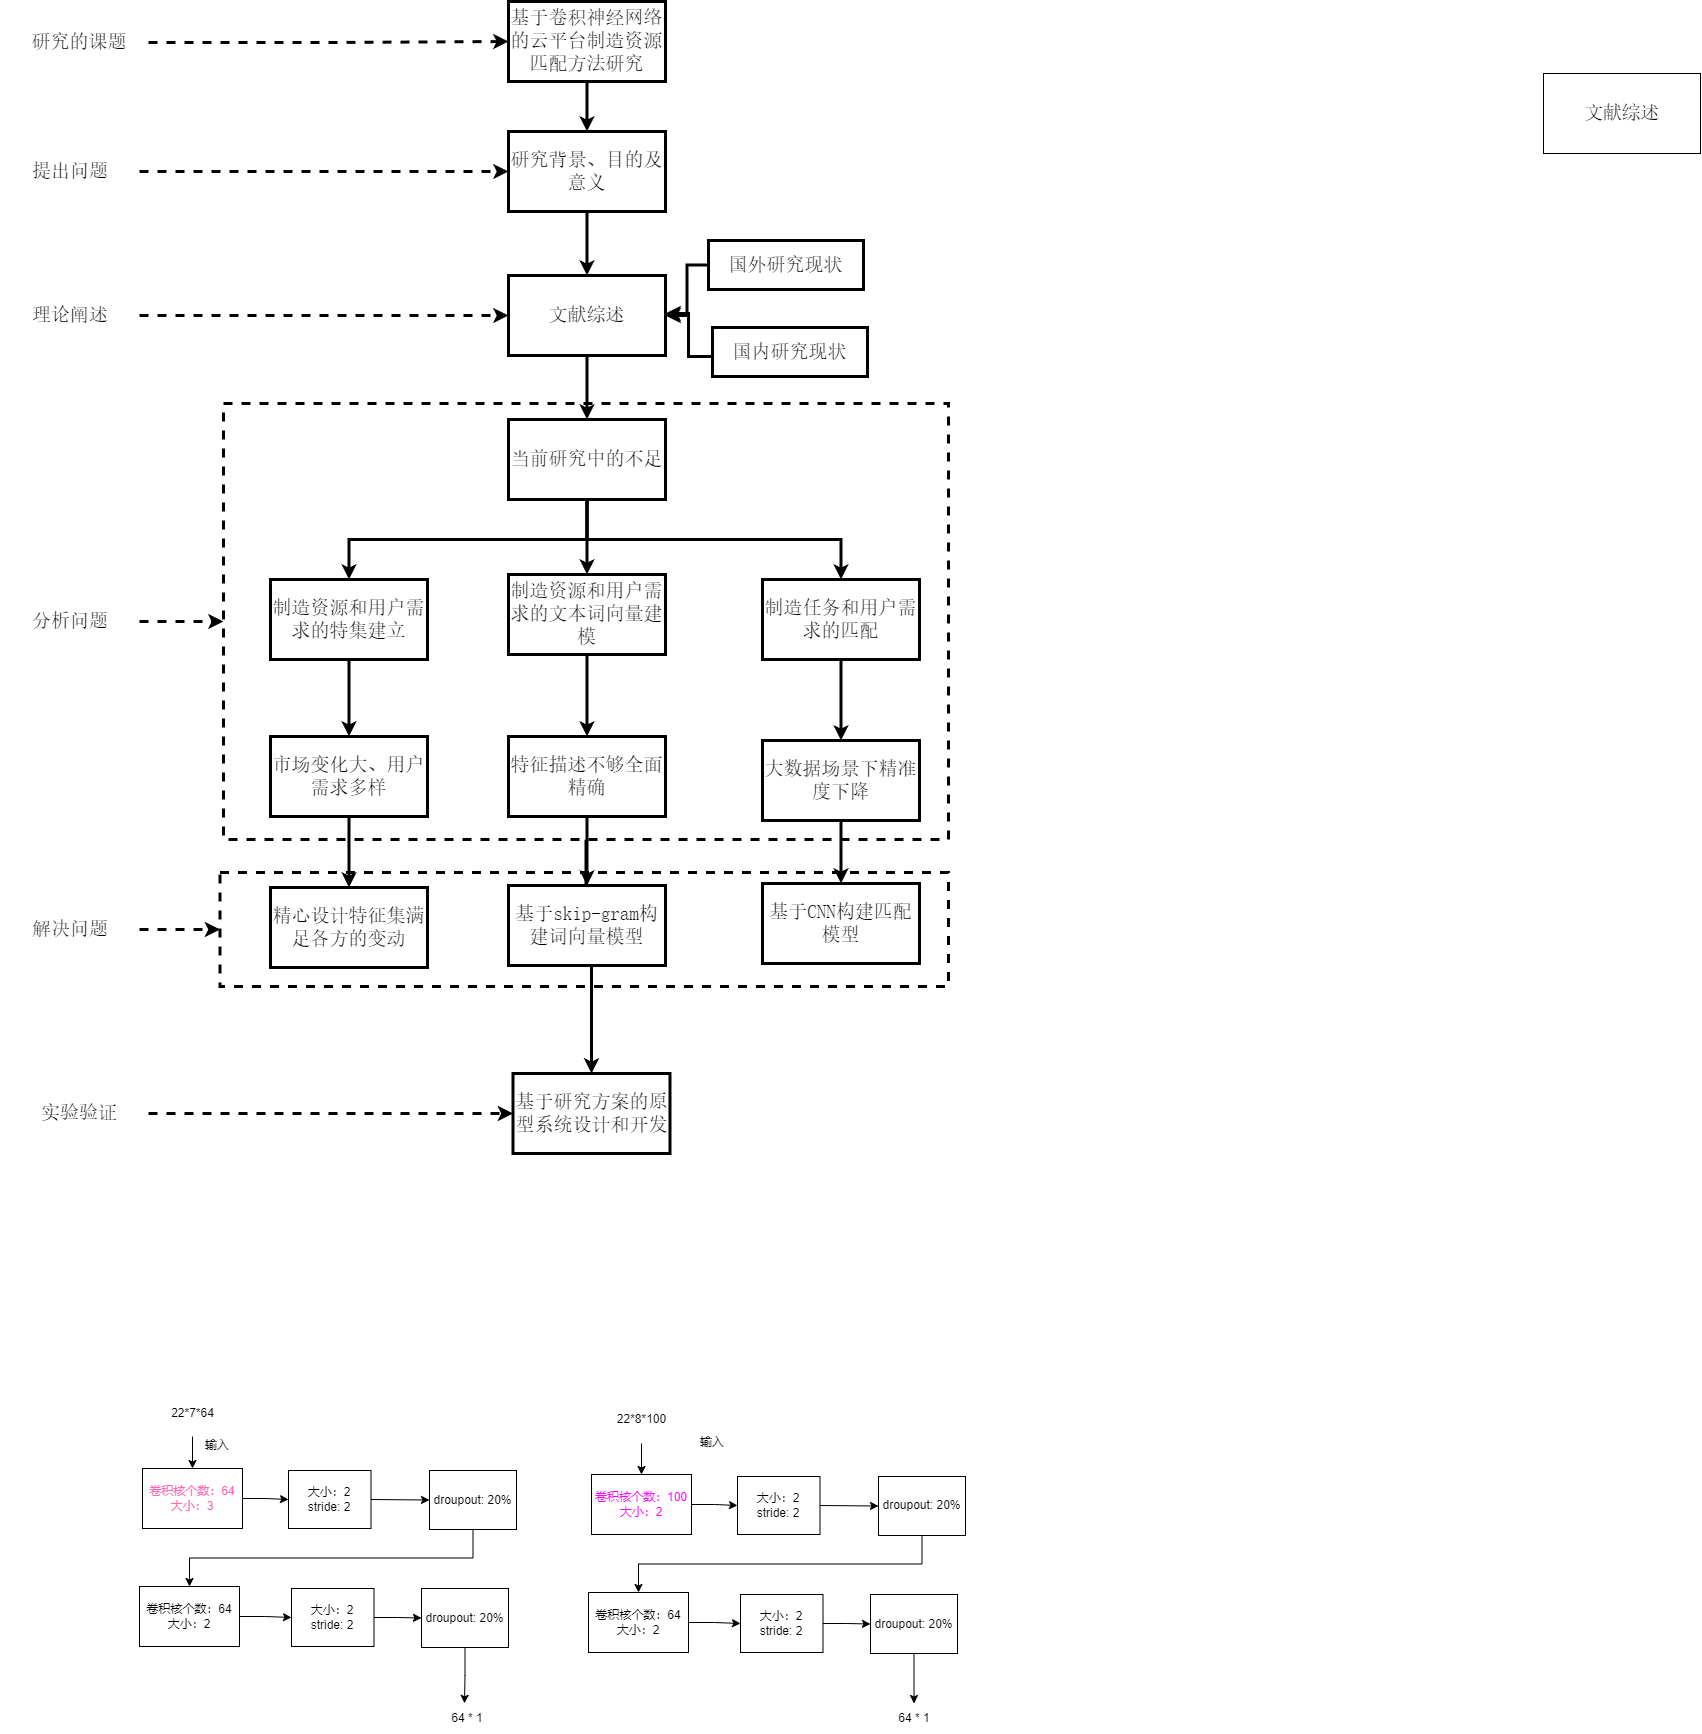 研究的课题
基于卷积神经网络
的云平台制造资源
匹配方法研究
文献综述
提出问题
研究背景、目的及
意义
国外研究现状
理论阐述
文献综述
国内研究现状
当前研究中的不足
分析问题
制造资源和用户需
求的特集建立
制造资源和用户需
求的文本词向量建
模
制造任务和用户需
求的匹配
市场变化大、用户
需求多样
特征描述不够全面
精确
大数据场景下精准
度下降
解决问题
精心设计特征集满
足各方的变动
基于skip-gram构
建词向量模型
基于CNN构建匹配
模型
实验验证
基于研究方案的原
型系统设计和开发
22*7*64
输入
卷积核个数: 64
大小: 3
大小: 2
stride: 2
droupout: 20%
卷积核个数: 64
大小: 2
大小: 2
stride: 2
droupout: 20%
64 * 1
22*8*100
输入
卷积核个数: 100
大小: 2
大小: 2
stride: 2
droupout: 20%
卷积核个数: 64
大小: 2
大小: 2
stride: 2
droupout: 20%
64 * 1